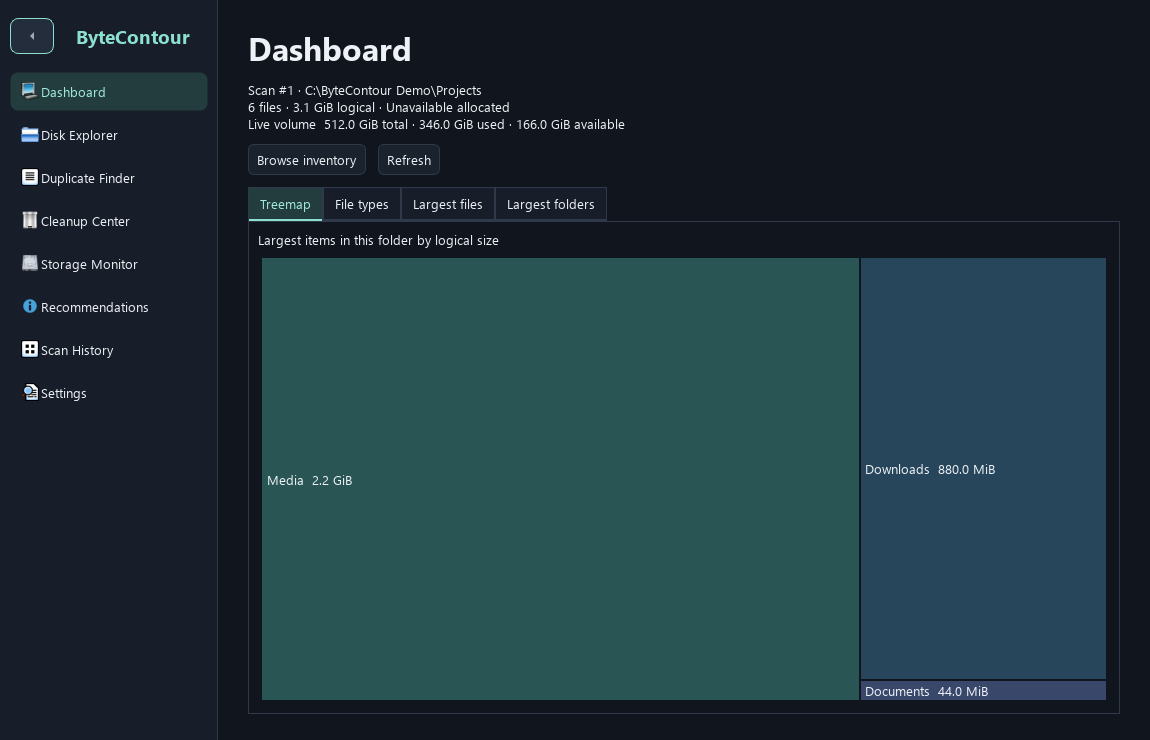 ByteContour
Dashboard
Disk Explorer
Duplicate Finder
Cleanup Center
Storage Monitor
Recommendations
Scan History
Settings
Dashboard
Scan #1 · C:\ByteContour Demo\Projects
6 files · 3.1 GiB logical · Unavailable allocated
Live volume  512.0 GiB total · 346.0 GiB used · 166.0 GiB available
Browse inventory
Refresh
Treemap
File types
Largest files
Largest folders
Largest items in this folder by logical size
Media  2.2 GiB
Downloads  880.0 MiB
Documents  44.0 MiB